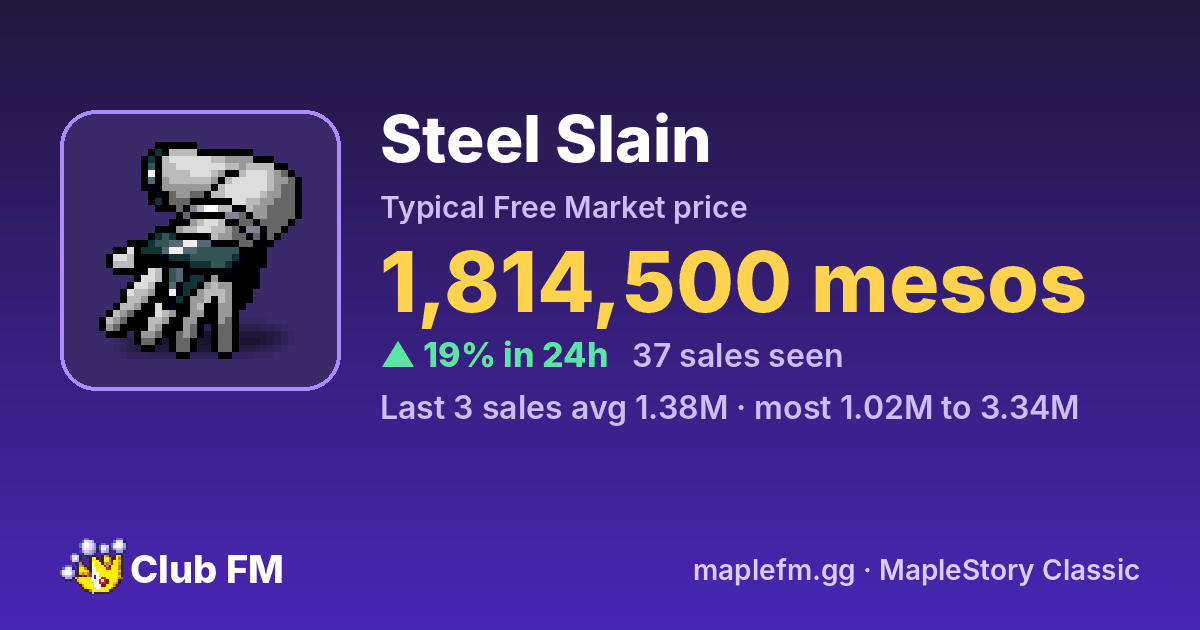 Steel Slain
Typical Free Market price
1,814,500 mesos
▲ 19% in 24h 37 sales seen
Last 3 sales avg 1.38M · most 1.02M to 3.34M
Club FM
maplefm.gg · MapleStory Classic